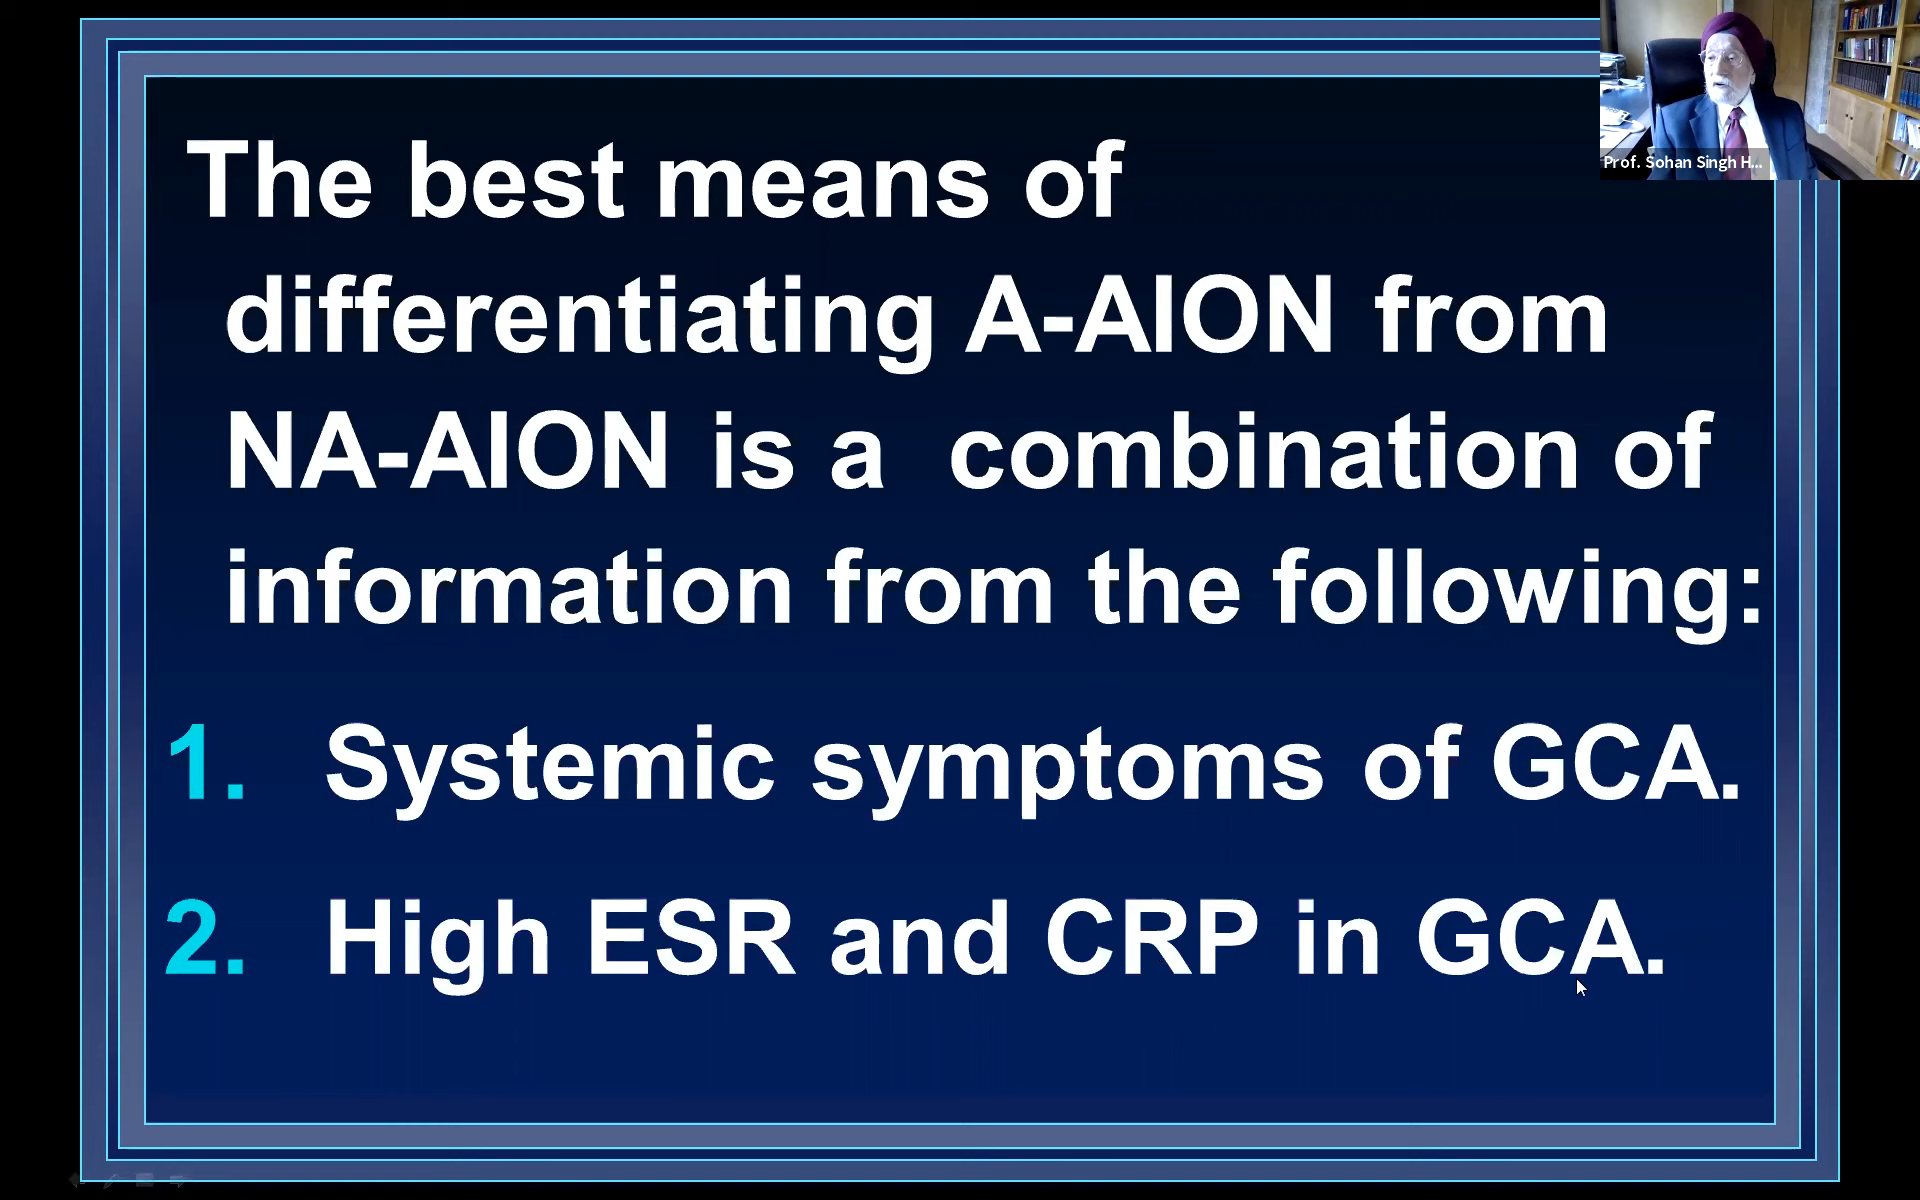 Prof. Sohan Singh H...
The best means of
differentiating A-AION from
NA-AION is a combination of
information from the following:
1. Systemic symptoms of GCA.
2. High ESR and CRP in GCA.